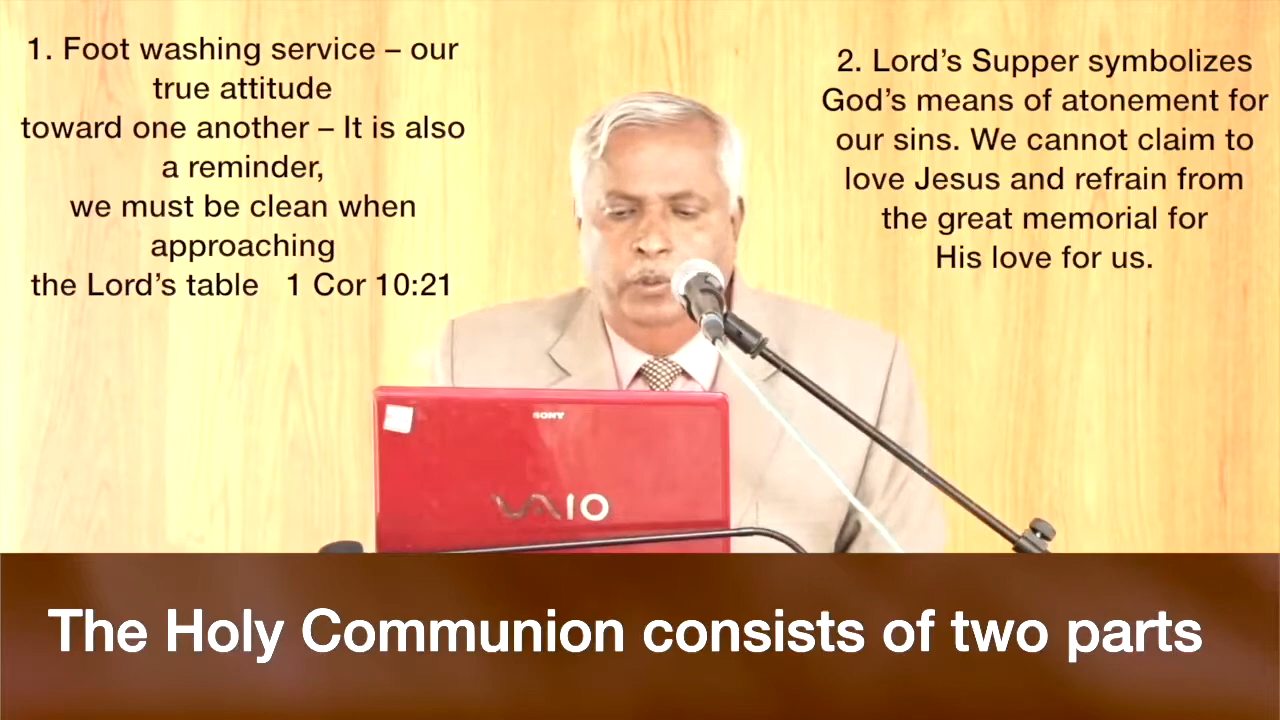 1. Foot washing service – our
true attitude
toward one another – It is also
a reminder,
we must be clean when
approaching
the Lord’s table 1 Cor 10:21
2. Lord’s Supper symbolizes
God’s means of atonement for
our sins. We cannot claim to
love Jesus and refrain from
the great memorial for
His love for us.
SONY
VAIO
The Holy Communion consists of two parts